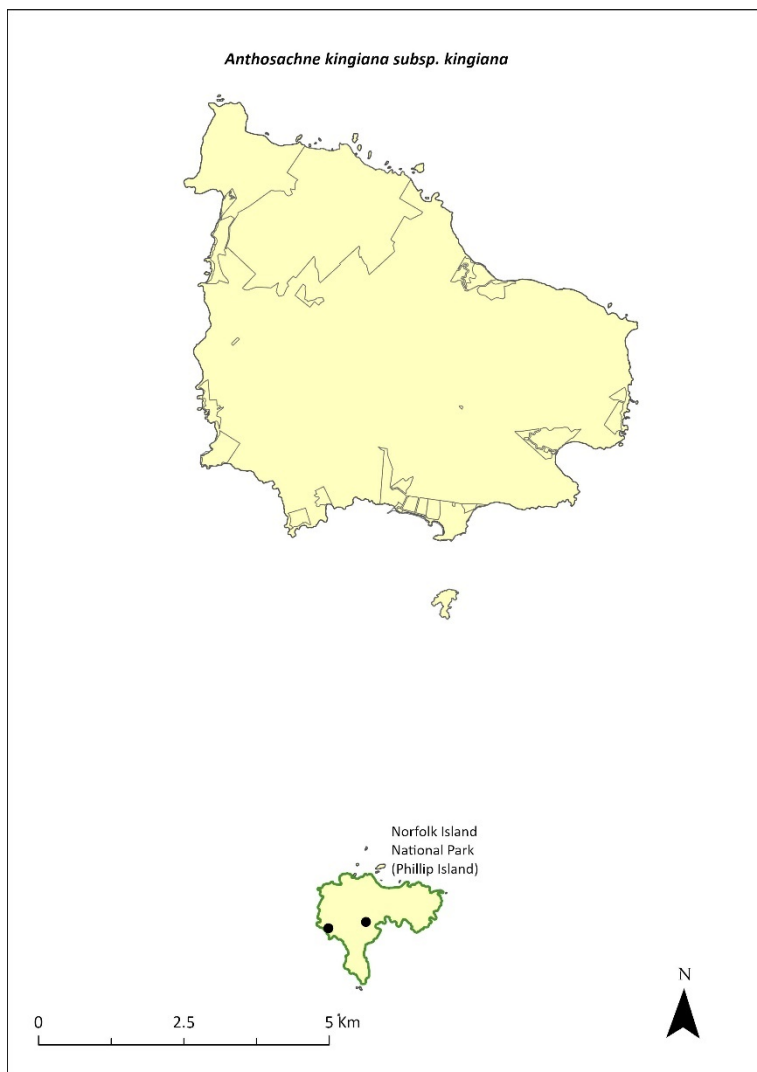 Anthosachne kingiana subsp. kingiana
Norfolk Island
National Park
(Phillip Island)
N
0 2.5 5 Km